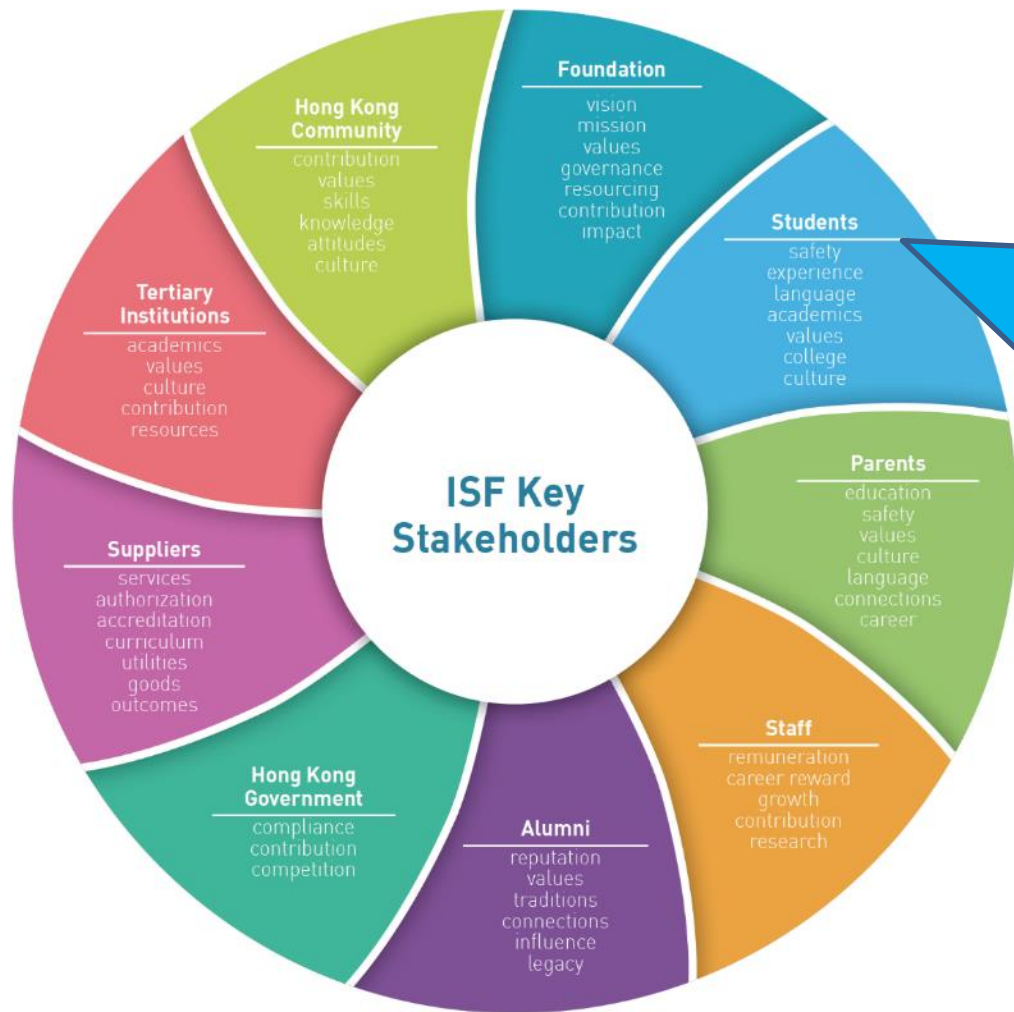 Foundation
vision
mission
values
governance
resourcing
contribution
impact
Students
safety
experience
language
academics
values
college
culture
Parents
education
safety
values
culture
language
connections
career
Staff
remuneration
career reward
growth
contribution
research
Alumni
reputation
values
traditions
connections
influence
legacy
Hong Kong
Government
compliance
contribution
competition
Suppliers
services
authorization
accreditation
curriculum
utilities
goods
outcomes
Tertiary
Institutions
academics
values
culture
contribution
resources
Hong Kong
Community
contribution
values
skills
knowledge
attitudes
culture
ISF Key
Stakeholders